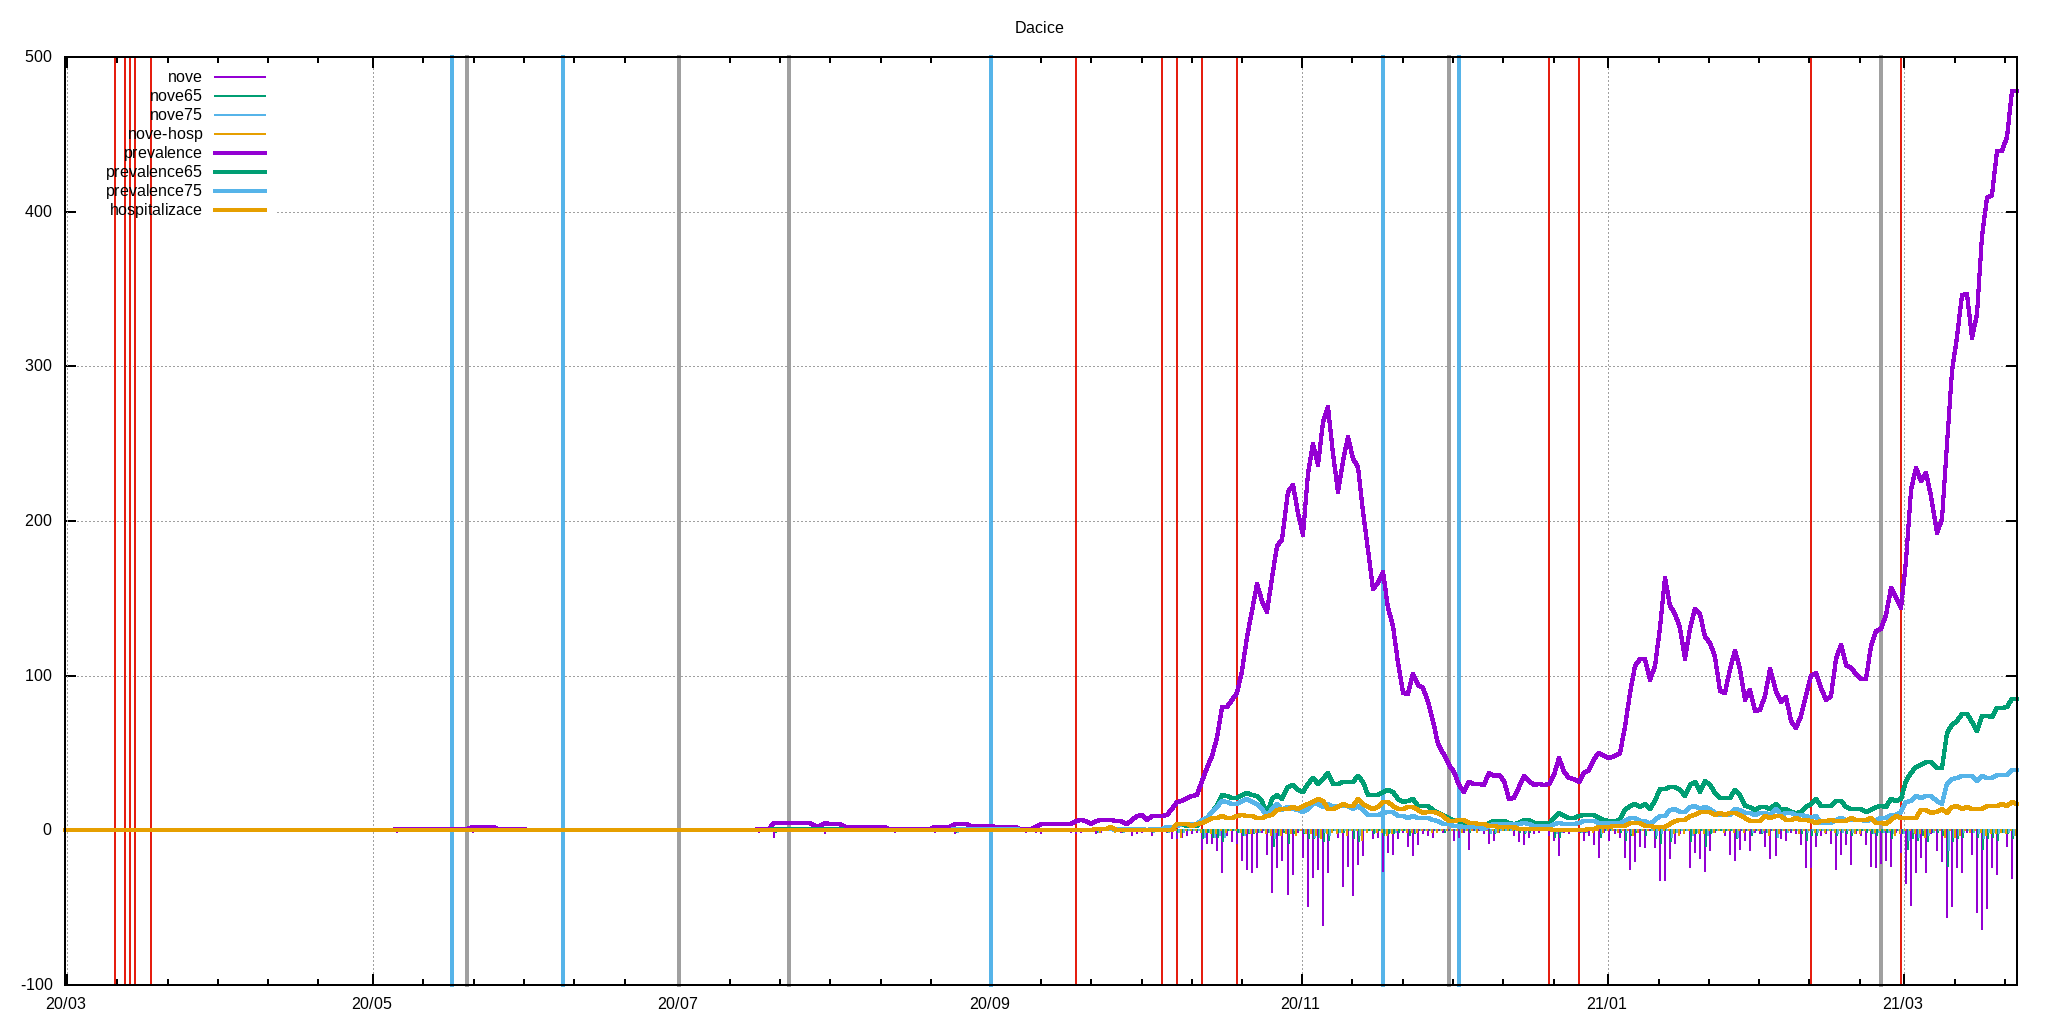 Dacice
500
nove
nove65
nove75
nove-hosp
prevalence
prevalence65
prevalence75
hospitalizace
400
300
200
100
0
-100
20/03 20/05 20/07 20/09 20/11 21/01 21/03